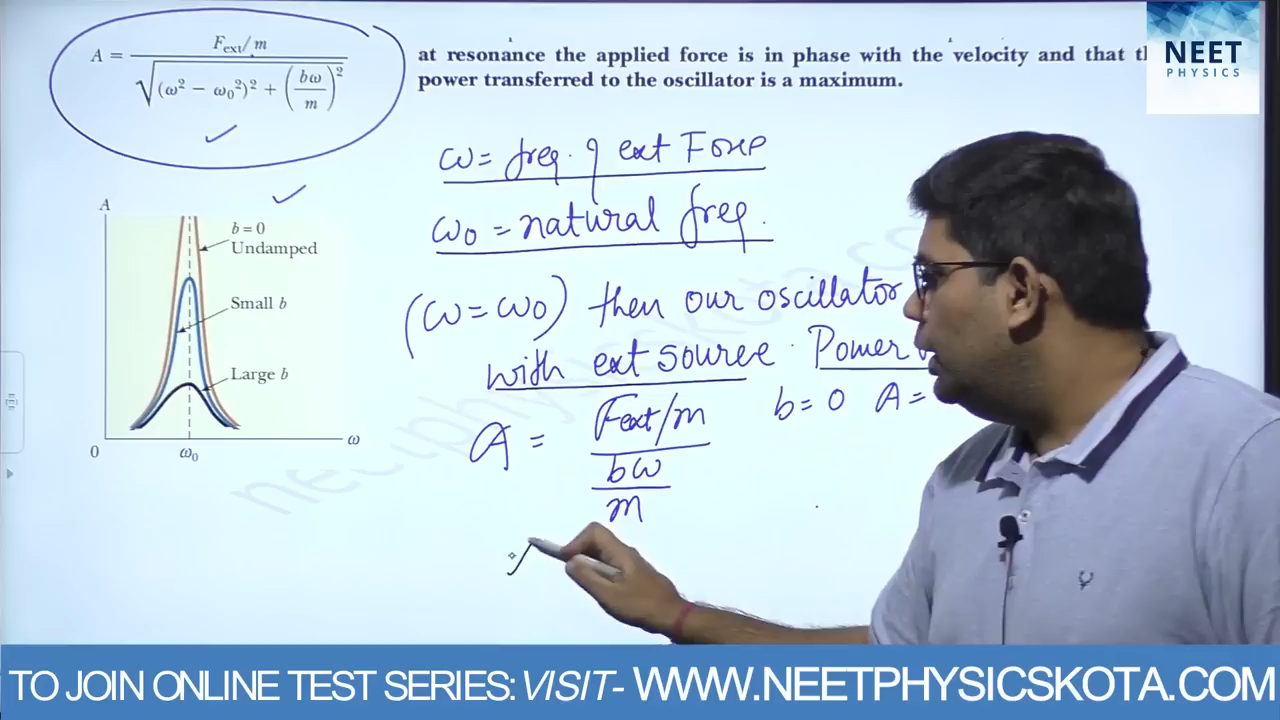 A = F_ext/m / √((ω² − ω₀²)² + (bω/m)²)
at resonance the applied force is in phase with the velocity and that
power transferred to the oscillator is a maximum.
NEET
PHYSICS
ω = freq. of ext Force
ω₀ = natural freq.
(ω = ω₀) then our oscillator
with ext source. Power
A = Fext/m / bω/m
b = 0 A =
A
b = 0
Undamped
Small b
Large b
0
ω₀
ω
neetphysicskota.co
TO JOIN ONLINE TEST SERIES: VISIT- WWW.NEETPHYSICSKOTA.COM